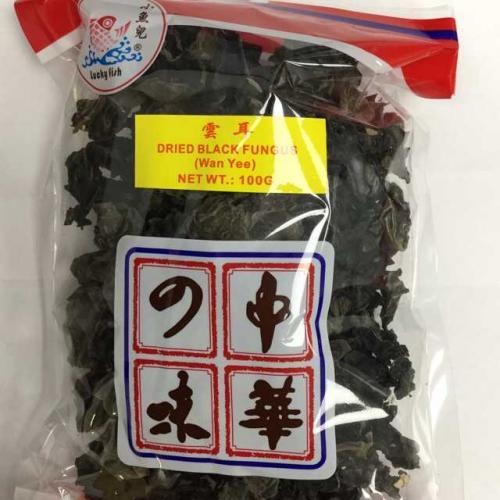 小魚兒
Lucky fish
®
雲耳
DRIED BLACK FUNGUS
(Wan Yee)
NET WT.: 100G
中華
の味